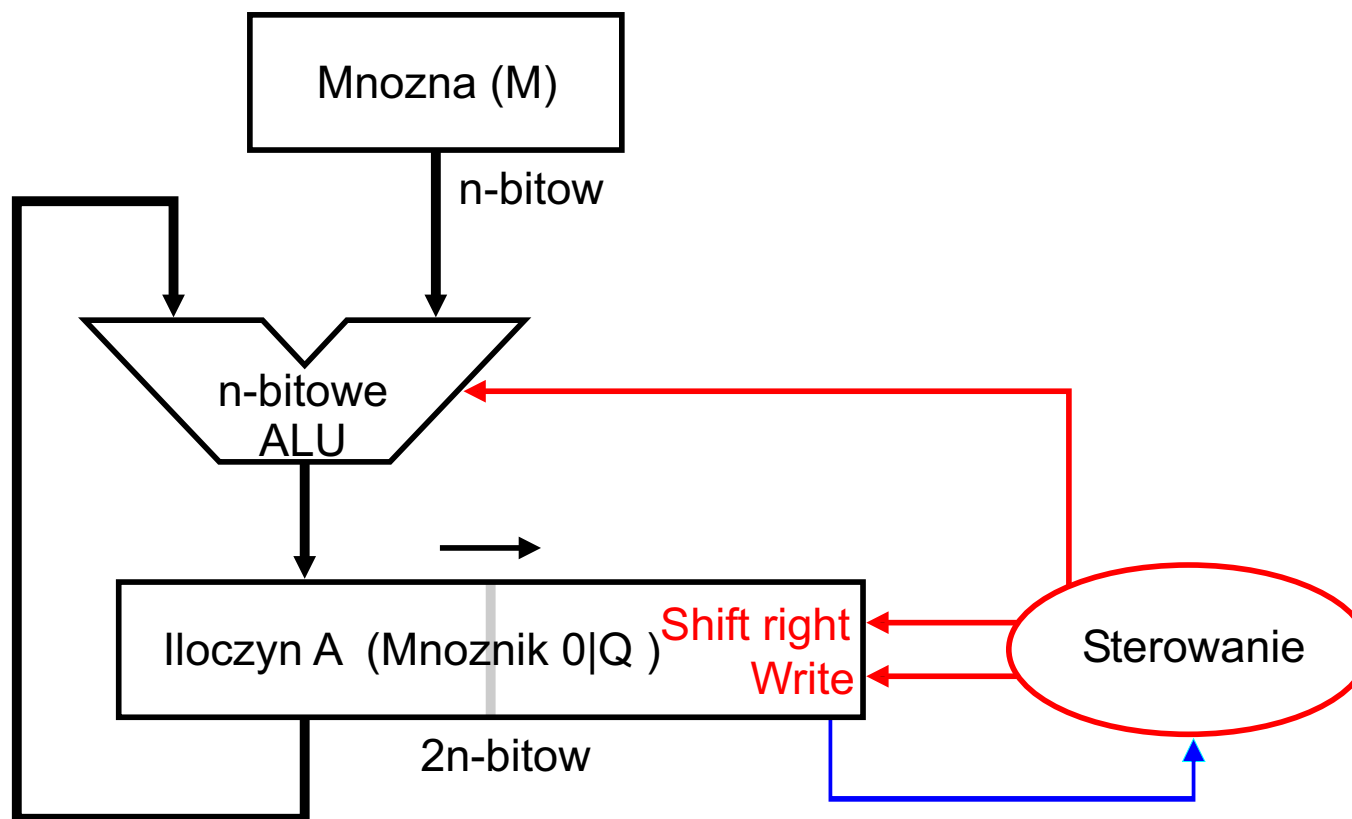 Mnozna (M)
n-bitow
n-bitowe
ALU
Iloczyn A (Mnoznik 0|Q )
Shift right
Write
Sterowanie
2n-bitow